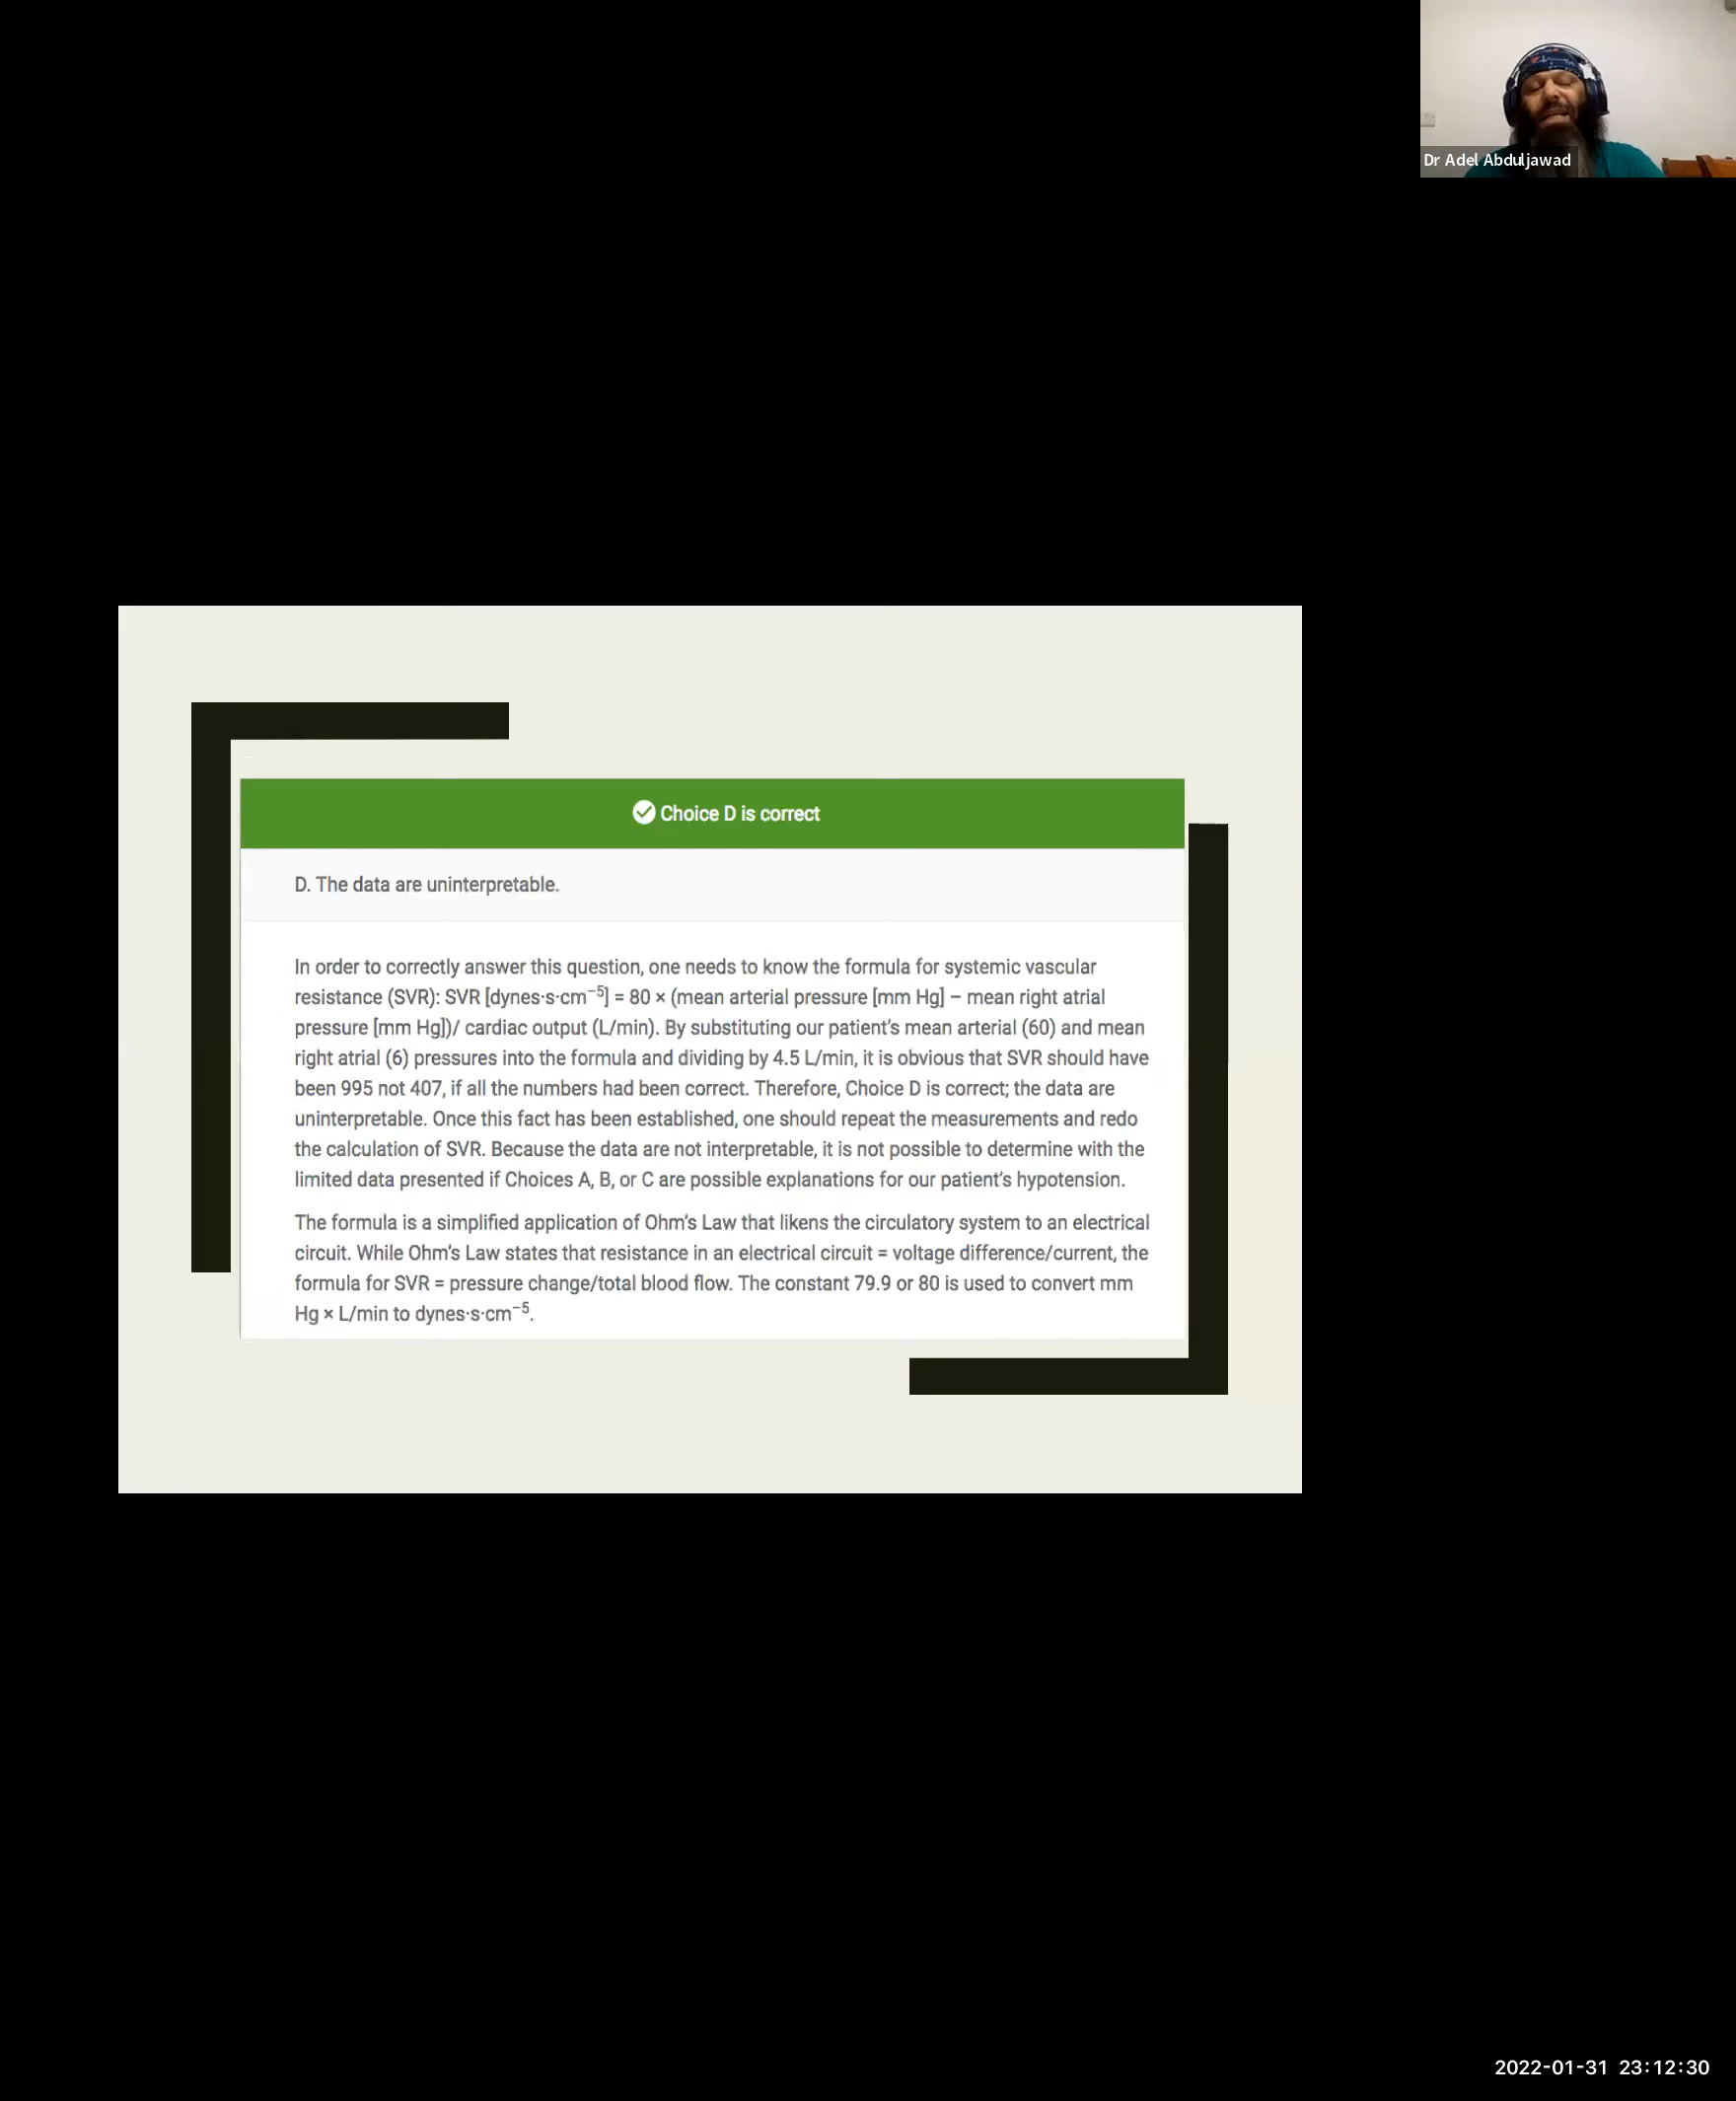 Dr Adel Abduljawad
Choice D is correct
D. The data are uninterpretable.
In order to correctly answer this question, one needs to know the formula for systemic vascular
resistance (SVR): SVR [dynes·s·cm⁻⁵] = 80 × (mean arterial pressure [mm Hg] – mean right atrial
pressure [mm Hg])/ cardiac output (L/min). By substituting our patient's mean arterial (60) and mean
right atrial (6) pressures into the formula and dividing by 4.5 L/min, it is obvious that SVR should have
been 995 not 407, if all the numbers had been correct. Therefore, Choice D is correct; the data are
uninterpretable. Once this fact has been established, one should repeat the measurements and redo
the calculation of SVR. Because the data are not interpretable, it is not possible to determine with the
limited data presented if Choices A, B, or C are possible explanations for our patient's hypotension.
The formula is a simplified application of Ohm's Law that likens the circulatory system to an electrical
circuit. While Ohm's Law states that resistance in an electrical circuit = voltage difference/current, the
formula for SVR = pressure change/total blood flow. The constant 79.9 or 80 is used to convert mm
Hg × L/min to dynes·s·cm⁻⁵.
2022-01-31 23:12:30